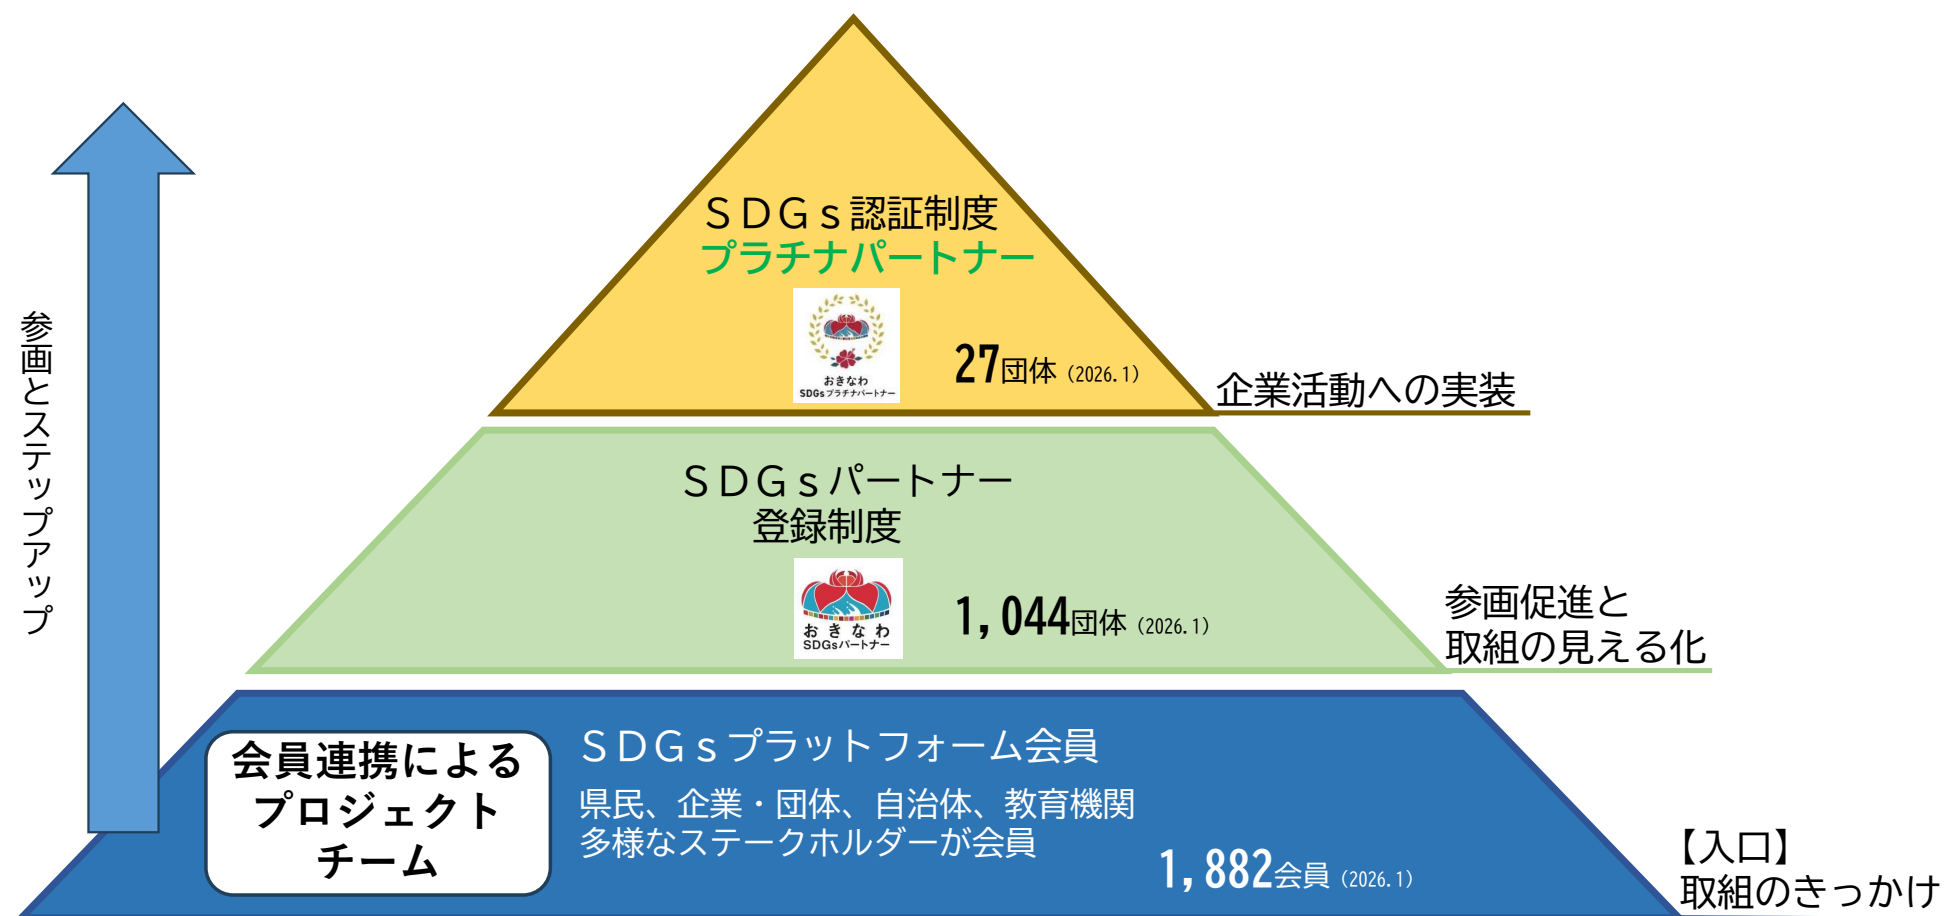 参画とステップアップ
ＳＤＧｓ認証制度
プラチナパートナー
おきなわ
SDGsプラチナパートナー
27団体（2026.1）
企業活動への実装
ＳＤＧｓパートナー
登録制度
おきなわ
SDGsパートナー
1,044団体（2026.1）
参画促進と
取組の見える化
会員連携による
プロジェクト
チーム
ＳＤＧｓプラットフォーム会員
県民、企業・団体、自治体、教育機関
多様なステークホルダーが会員
1,882会員（2026.1）
【入口】
取組のきっかけ